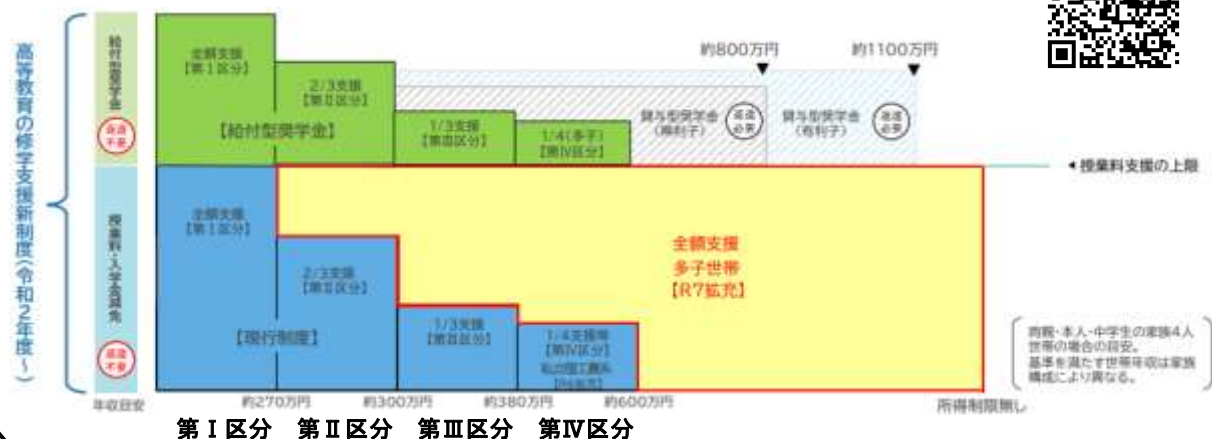 高等教育の修学支援新制度(令和2年度~)
給付型奨学金
返還不要
全額支援
【第Ⅰ区分】
2/3支援
【第Ⅱ区分】
【給付型奨学金】
1/3支援
【第Ⅲ区分】
1/4(多子)
【第Ⅳ区分】
約800万円
約1100万円
貸与型奨学金
(無利子)
返還必要
貸与型奨学金
(有利子)
返還必要
◀授業料支援の上限
授業料・入学金減免
返還不要
全額支援
【第Ⅰ区分】
2/3支援
【第Ⅱ区分】
【現行制度】
1/3支援
【第Ⅲ区分】
1/4支援等
【第Ⅳ区分】
私立理工農系
【R6拡充】
全額支援
多子世帯
【R7拡充】
両親・本人・中学生の家族4人
世帯の場合の目安。
基準を満たす世帯年収は家族
構成により異なる。
年収目安
約270万円
約300万円
約380万円
約600万円
所得制限無し
第Ⅰ区分 第Ⅱ区分 第Ⅲ区分 第Ⅳ区分